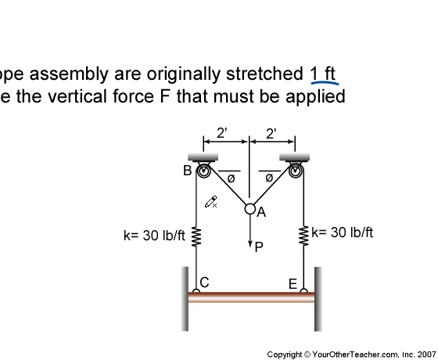 ope assembly are originally stretched 1 ft
e the vertical force F that must be applied
2' 2'
B ø ø
A
k= 30 lb/ft k= 30 lb/ft
P
C E
Copyright © YourOtherTeacher.com, Inc. 2007